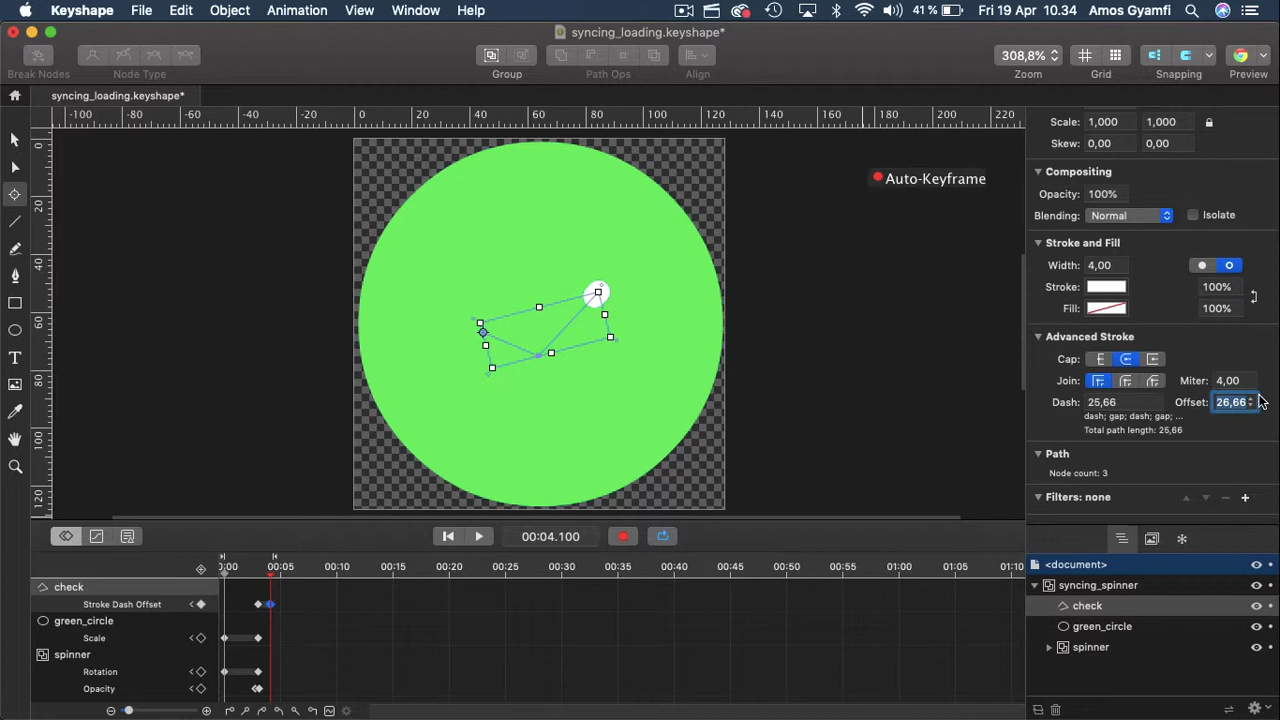 Keyshape File Edit Object Animation View Window Help 41 % Fri 19 Apr 10.34 Amos Gyamfi
syncing_loading.keyshape*
308,8%
Break Nodes Node Type Group Path Ops Align Zoom Grid Snapping Preview
syncing_loading.keyshape*
-100 -80 -60 -40 -20 0 20 40 60 80 100 120 140 160 180 200 220
0
20
40
60
80
100
120
Auto-Keyframe
Scale: 1,000 1,000
Skew: 0,00 0,00
Compositing
Opacity: 100%
Blending: Normal Isolate
Stroke and Fill
Width: 4,00
Stroke: 100%
Fill: 100%
Advanced Stroke
Cap:
Join: Miter: 4,00
Dash: 25,66 Offset: 26,66
dash; gap; dash; gap; ...
Total path length: 25,66
Path
Node count: 3
Filters: none
00:04.100
0:00 00:05 00:10 00:15 00:20 00:25 00:30 00:35 00:40 00:45 00:50 00:55 01:00 01:05 01:10
check
Stroke Dash Offset
green_circle
Scale
spinner
Rotation
Opacity
<document>
syncing_spinner
check
green_circle
spinner